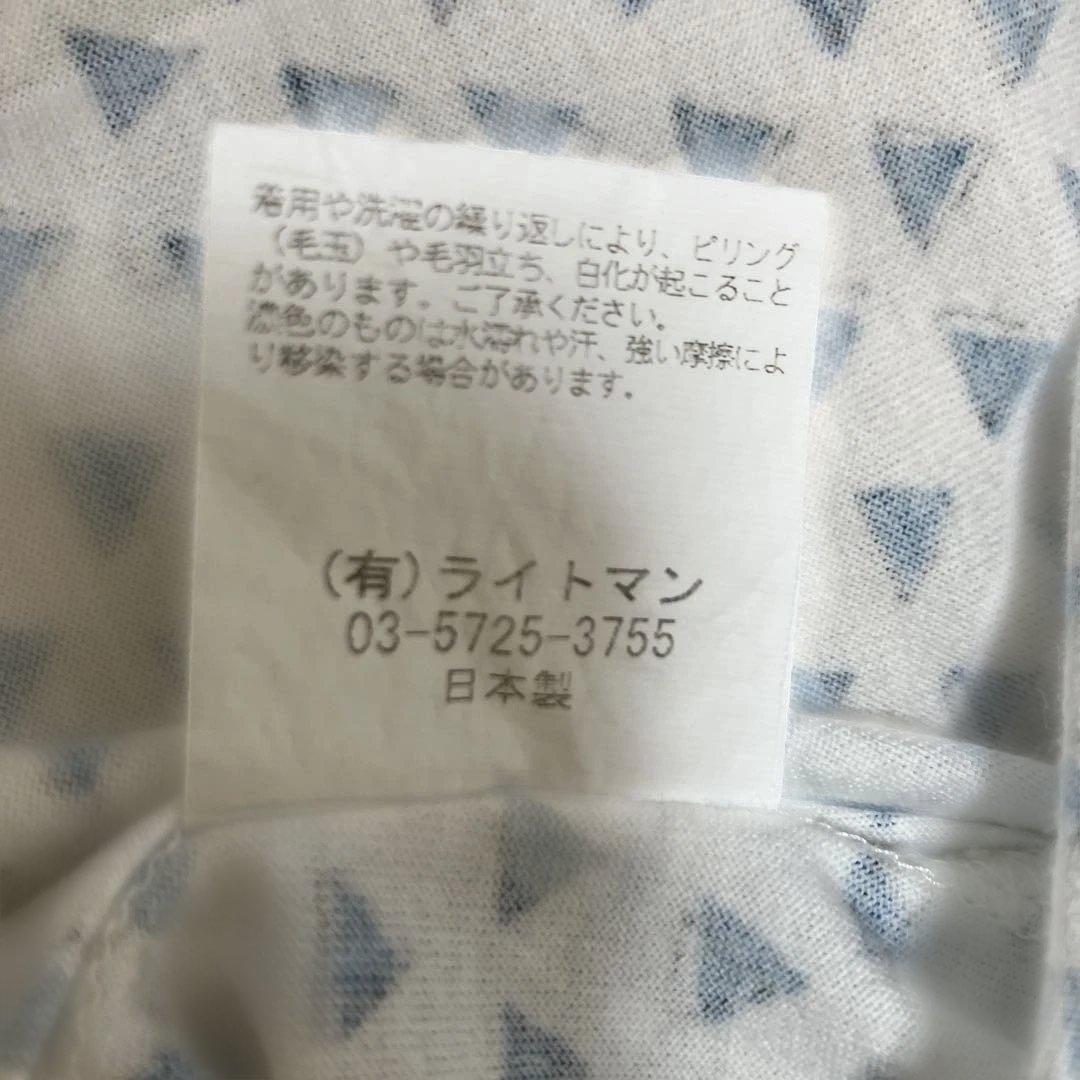 着用や洗濯の繰り返しにより、ピリング
(毛玉)や毛羽立ち、白化が起こること
があります。ご了承ください。
濃色のものは水濡れや汗、強い摩擦によ
り移染する場合があります。
(有)ライトマン
03-5725-3755
日本製